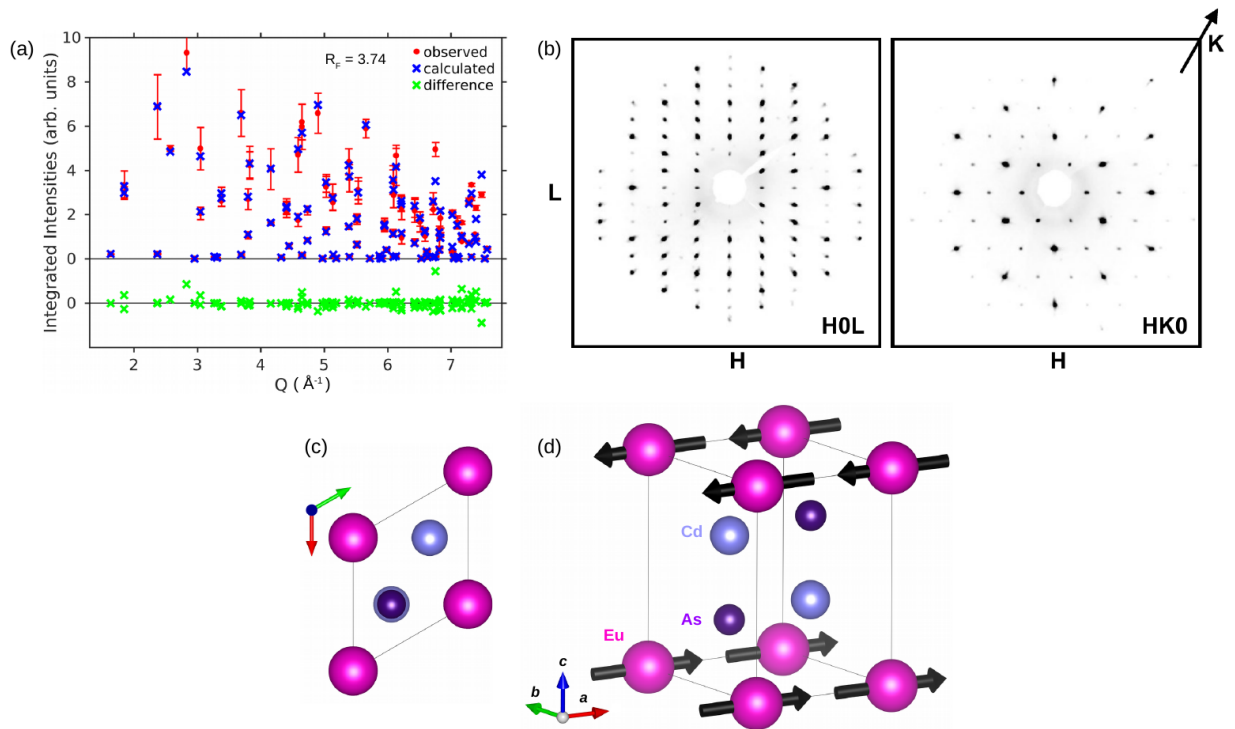 (a)
10
8
6
4
2
0
0
Integrated Intensities (arb. units)
R_F = 3.74
observed
calculated
difference
2 3 4 5 6 7
Q ( Å⁻¹)
(b)
K
L
H0L
HK0
H
H
(c)
(d)
Cd
As
Eu
c
b
a